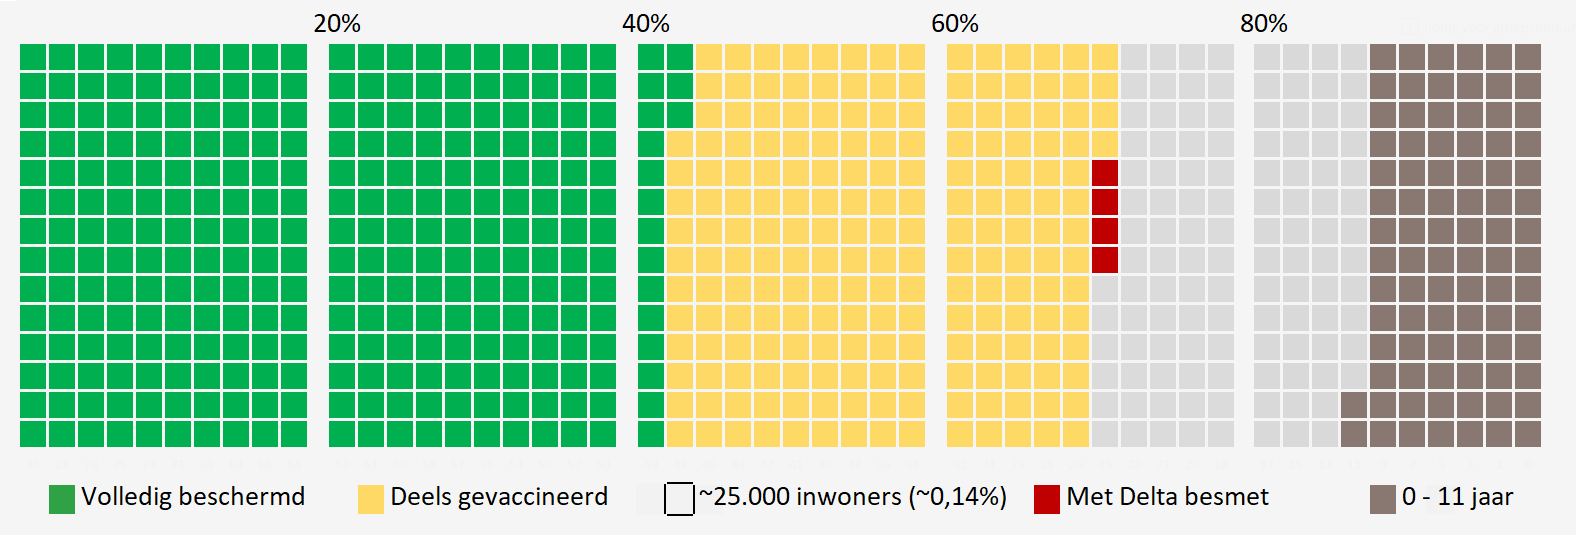 20% 40% 60% 80%
Volledig beschermd Deels gevaccineerd ~25.000 inwoners (~0,14%) Met Delta besmet 0 - 11 jaar